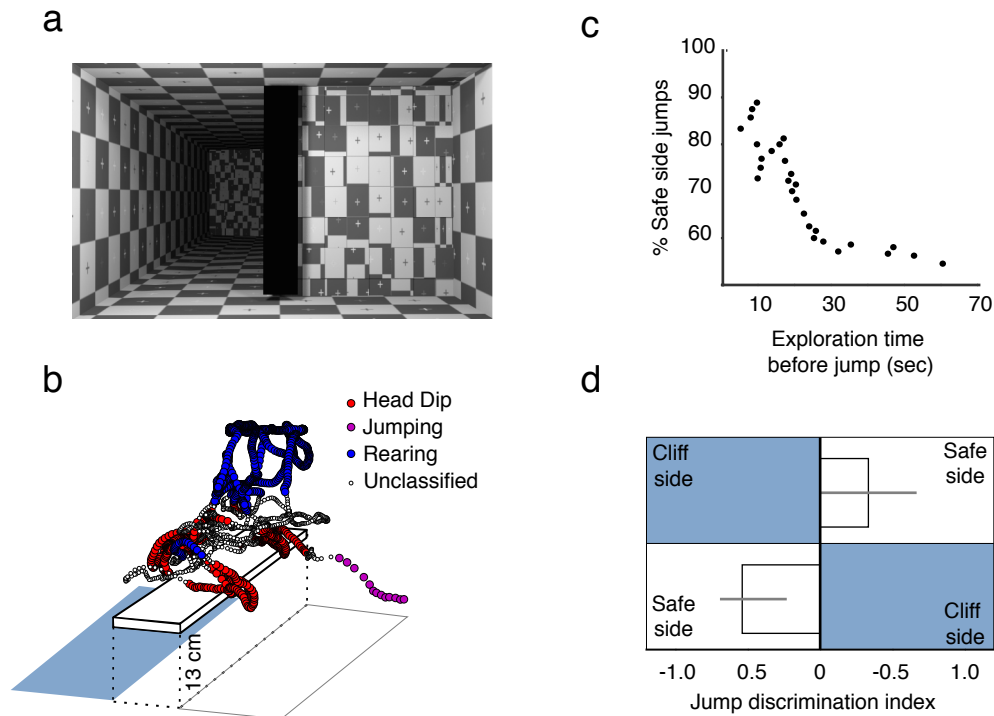 a
b
Head Dip
Jumping
Rearing
Unclassified
13 cm
c
100
90
80
70
60
% Safe side jumps
10
30
50
70
Exploration time
before jump (sec)
d
Cliff
side
Safe
side
Safe
side
Cliff
side
-1.0
0.5
0
0.5
1.0
Jump discrimination index